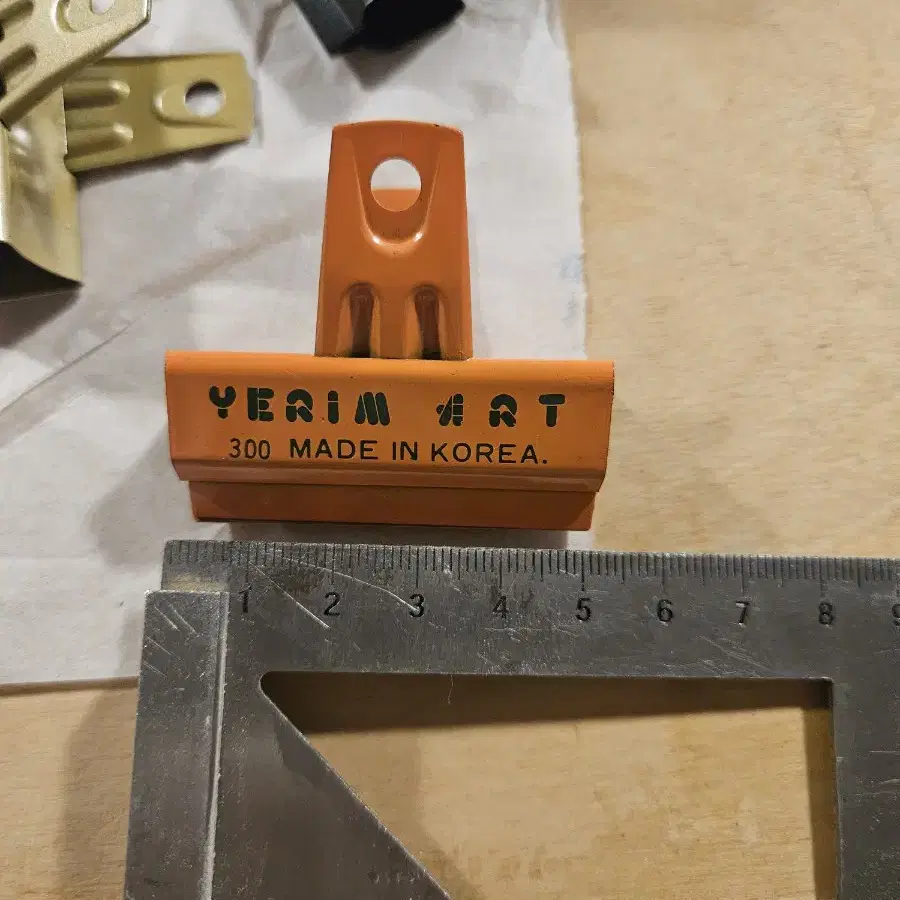 YERIM ART
300 MADE IN KOREA.
1 2 3 4 5 6 7 8 9